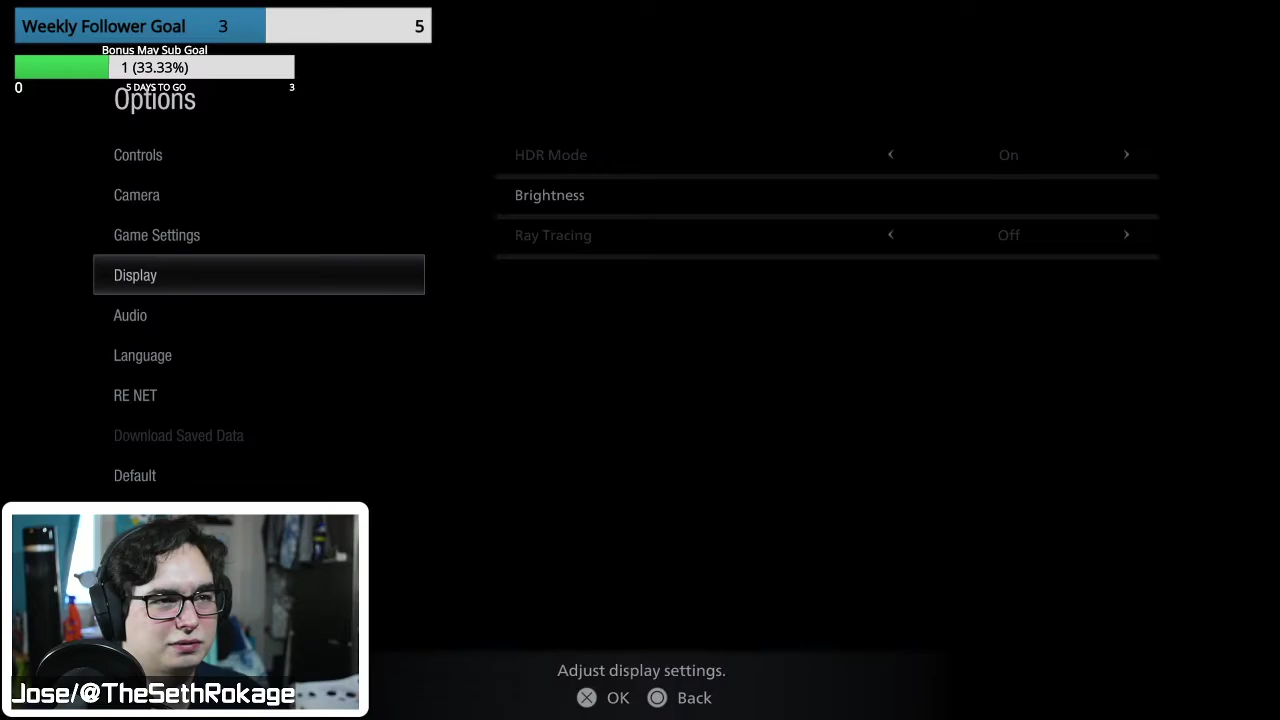 Weekly Follower Goal 3 5
Bonus May Sub Goal
1 (33.33%)
0 5 DAYS TO GO 3
Options
Controls
HDR Mode On
Camera
Brightness
Game Settings
Ray Tracing Off
Display
Audio
Language
RE NET
Download Saved Data
Default
Adjust display settings.
OK Back
Jose/@TheSethRokage